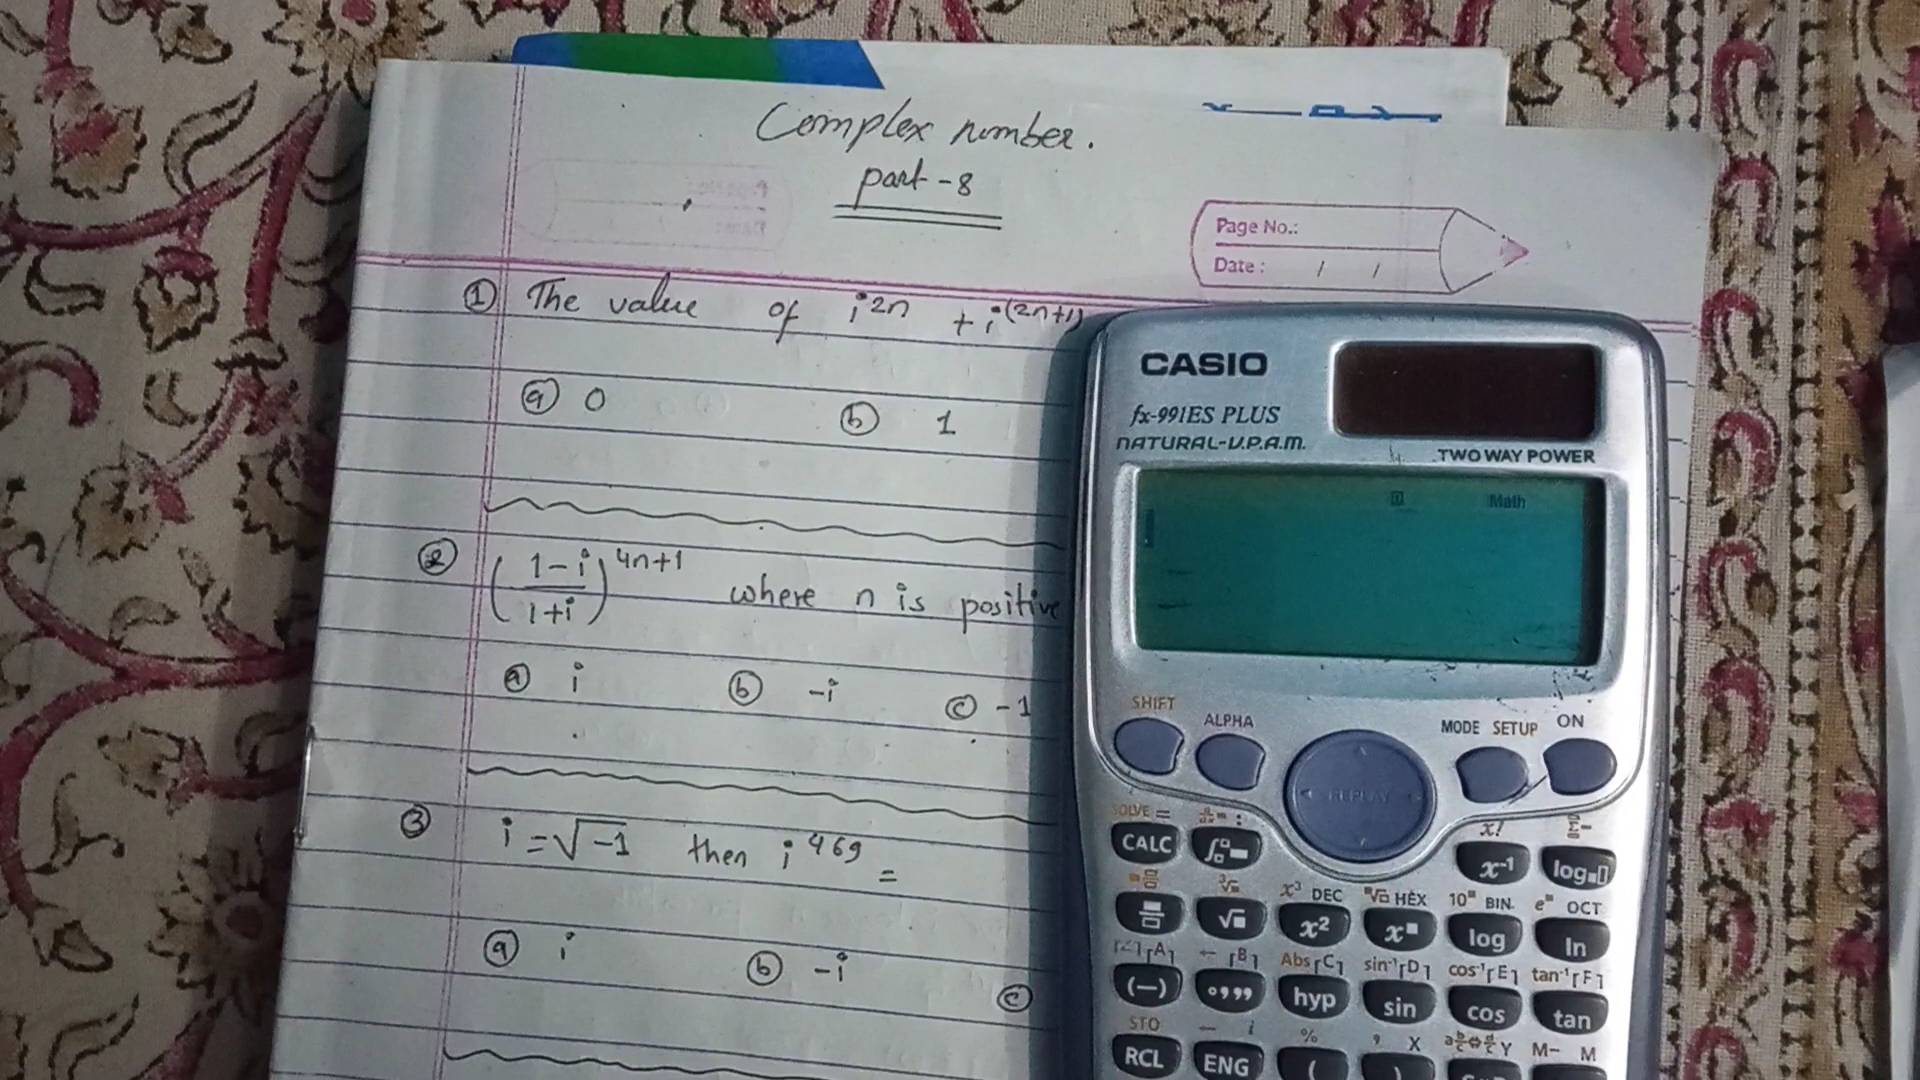 Complex number.
part-8
Page No.:
Date: / /
① The value of i^2n + i^(2n+1)
ⓐ 0 ⓑ 1
② (1-i/1+i)^4n+1 where n is positive
ⓐ i ⓑ -i ⓒ -1
③ i = √-1 then i^469 =
ⓐ i ⓑ -i ⓒ
CASIO
fx-991ES PLUS
NATURAL-V.P.A.M.
TWO WAY POWER
Math
SHIFT ALPHA MODE SETUP ON
REPLAY
SOLVE = x!
CALC x⁻¹ log
x³ DEC HEX 10■ BIN e■ OCT
√■ x² x■ log ln
A B Abs C sin⁻¹ D cos⁻¹ E tan⁻¹ F
(−) hyp sin cos tan
STO ← i % , X Y M− M
RCL ENG ( )